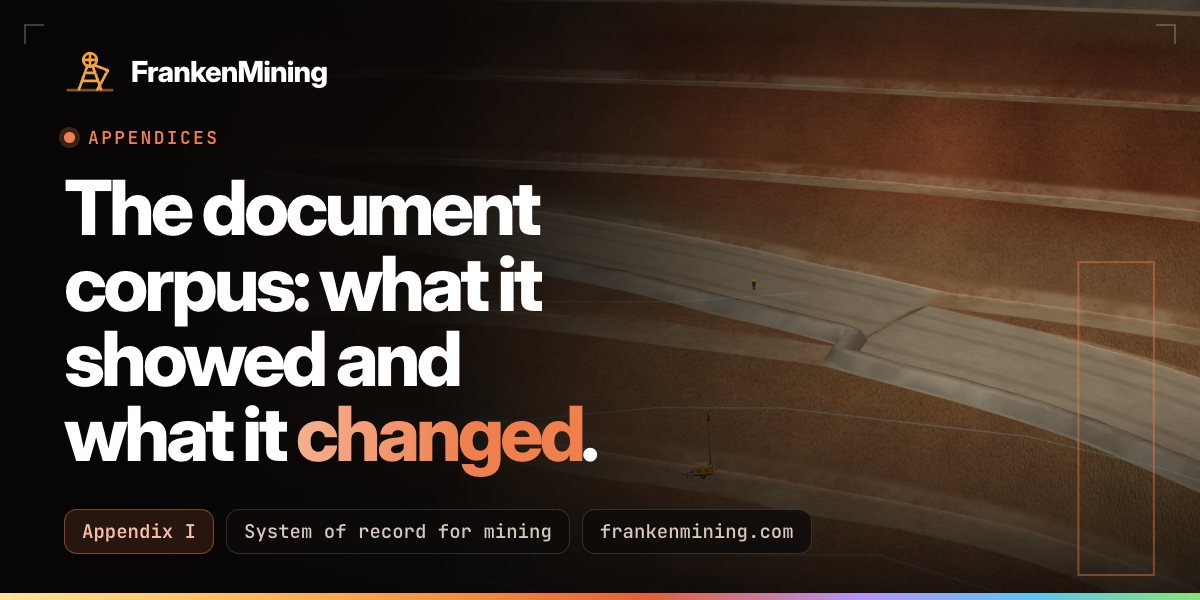 FrankenMining
APPENDICES
The document
corpus: what it
showed and
what it changed.
Appendix I
System of record for mining
frankenmining.com